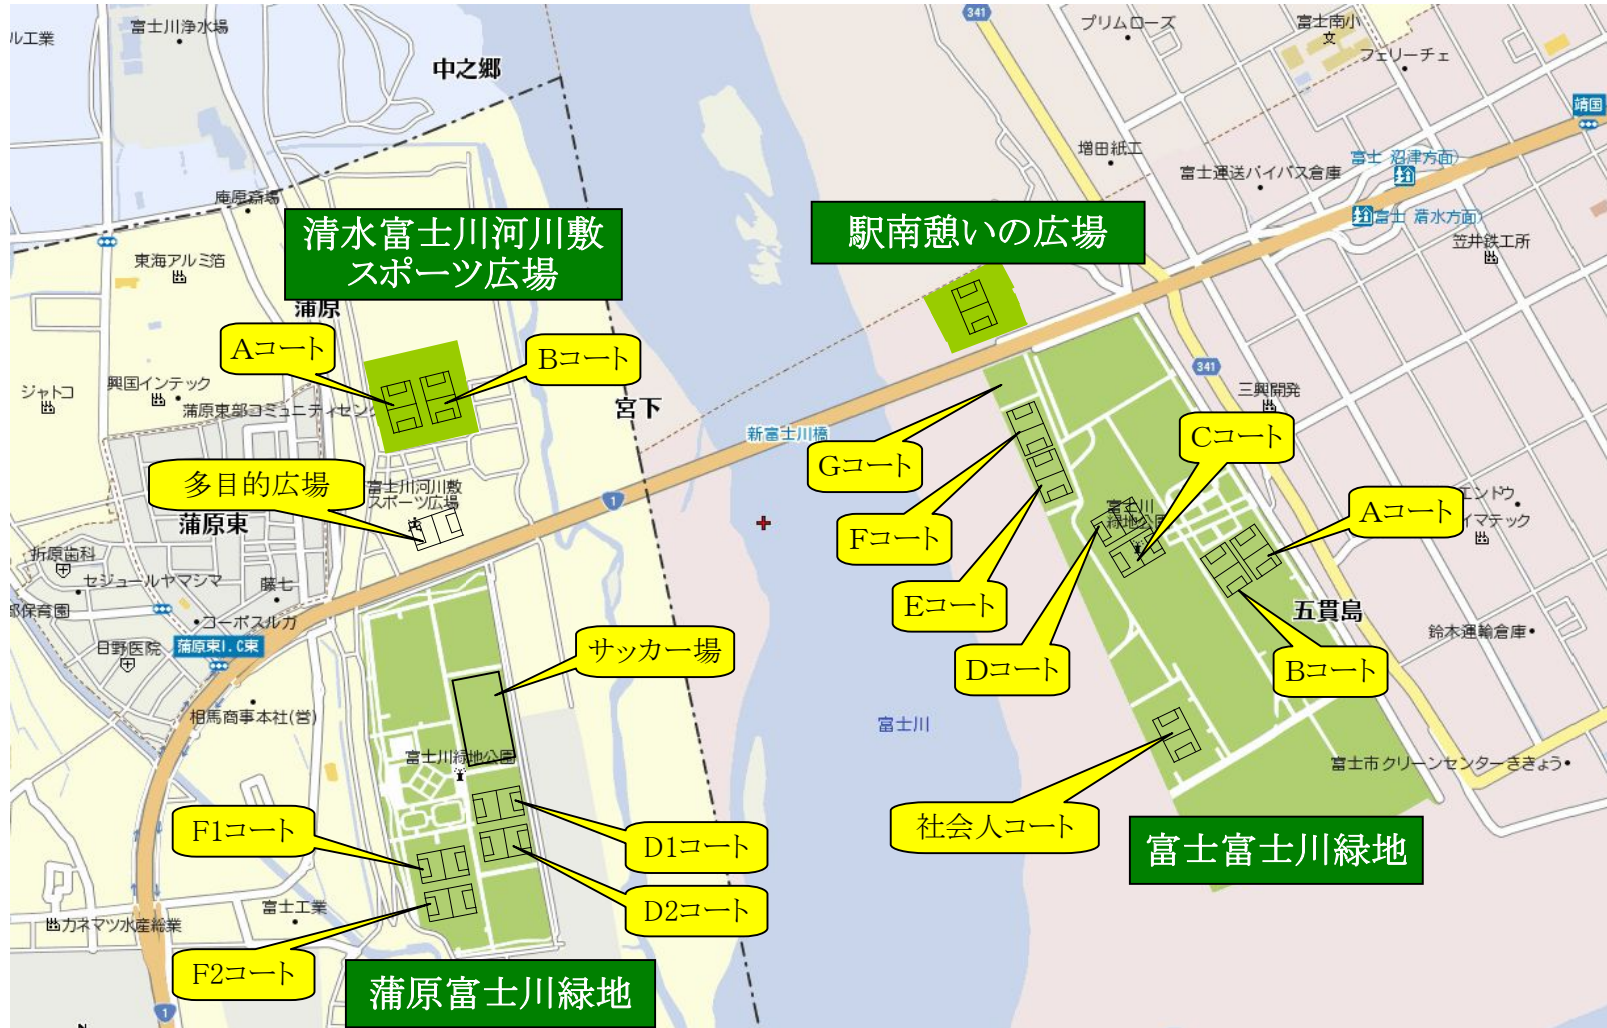 富士川浄水場
ル工業
中之郷
341
プリムローズ
富士南小
文
フェリーチェ
靖国
増田紙工
富士運送バイパス倉庫
富士 沼津方面)
富士 清水方面)
笠井鉄工所
庵原斎場
東海アルミ箔
清水富士川河川敷
スポーツ広場
駅南憩いの広場
蒲原
Aコート
Bコート
ジャトコ
興国インテック
蒲原東部コミュニティセンタ
宮下
新富士川橋
341
三興開発
Cコート
Gコート
多目的広場
富士川河川敷
スポーツ広場
蒲原東
1
Fコート
富士川
緑地公園
Aコート
エンドウ
イマテック
折原歯科
セジュールヤマシマ
藤七
部保育園
コーポスルガ
Eコート
五貫島
鈴木運輸倉庫
日野医院
蒲原東I.C東
サッカー場
Dコート
Bコート
相馬商事本社(営)
富士川
富士川緑地公園
富士市クリーンセンターききょう
F1コート
D1コート
社会人コート
富士富士川緑地
富士工業
D2コート
カネマツ水産総業
F2コート
蒲原富士川緑地
1